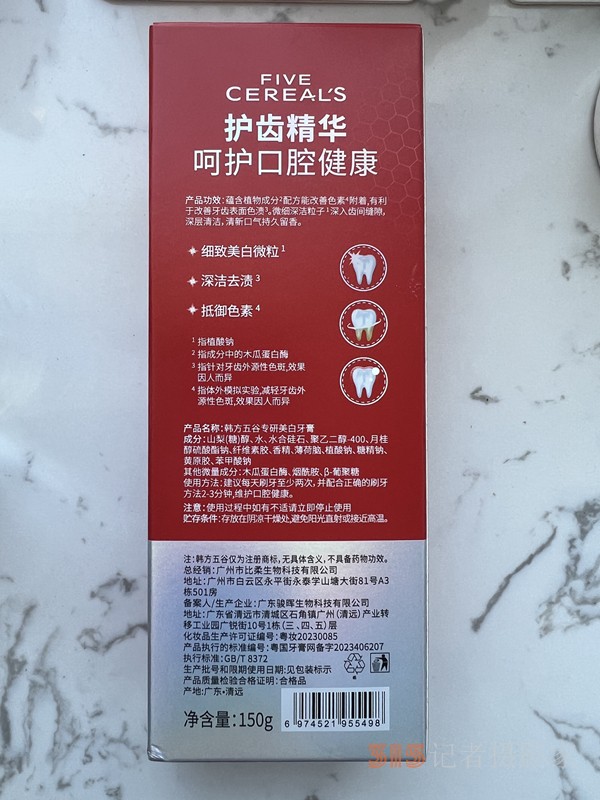 FIVE
CEREAL'S
护齿精华
呵护口腔健康
产品功效:蕴含植物成分²配方能改善色素⁴附着,有利
于改善牙齿表面色渍³。微细深洁粒子¹深入齿间缝隙,
深层清洁,清新口气持久留香。
细致美白微粒¹
深洁去渍³
抵御色素⁴
¹ 指植酸钠
² 指成分中的木瓜蛋白酶
³ 指针对牙齿外源性色斑,效果
因人而异
⁴ 指体外模拟实验,减轻牙齿外
源性色斑,效果因人而异
产品名称:韩方五谷专研美白牙膏
成分:山梨(糖)醇、水、水合硅石、聚乙二醇-400、月桂
醇硫酸酯钠、纤维素胶、香精、薄荷脑、植酸钠、糖精钠、
黄原胶、苯甲酸钠
其他微量成分:木瓜蛋白酶、烟酰胺、β-葡聚糖
使用方法:建议每天刷牙至少两次,并配合正确的刷牙
方法2-3分钟,维护口腔健康。
注意:使用过程中如有不适请立即停止使用
贮存条件:存放在阴凉干燥处,避免阳光直射或接近高温。
注:韩方五谷仅为注册商标,无具体含义,不具备药物功效。
总经销:广州市比柔生物科技有限公司
地址:广州市白云区永平街永泰学山塘大街81号A3
栋501房
备案人/生产企业:广东骏晖生物科技有限公司
地址:广东省清远市清城区石角镇广州(清远)产业转
移工业园广锐街10号1栋(三、四、五)层
化妆品生产许可证编号:粤妆20230085
产品执行的标准编号:粤国牙膏网备字2023406207
执行标准:GB/T 8372
生产批号和限期使用日期:见包装标示
产品质量检验合格证明:合格品
产地:广东•清远
净含量:150g
6 974521 955498
315记者摄